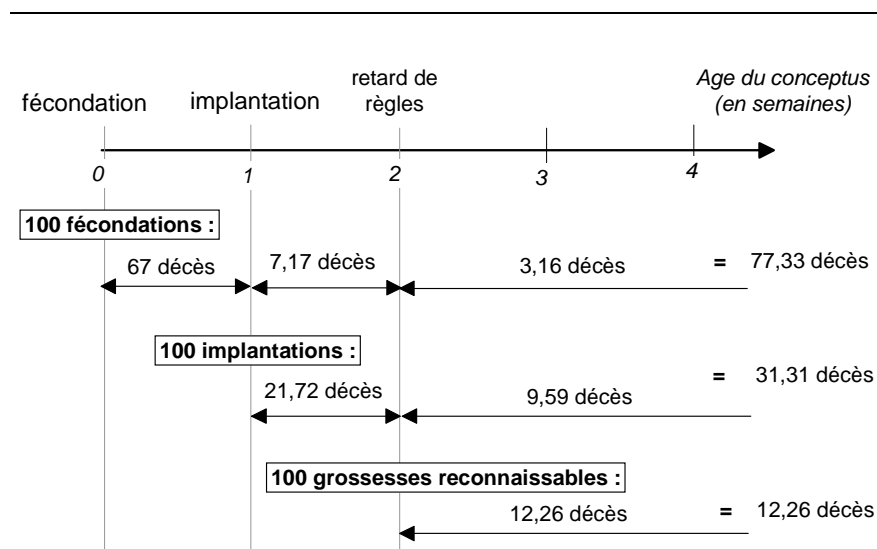 fécondation implantation retard de règles Age du conceptus (en semaines)
0 1 2 3 4
100 fécondations :
67 décès 7,17 décès 3,16 décès = 77,33 décès
100 implantations :
21,72 décès 9,59 décès = 31,31 décès
100 grossesses reconnaissables :
12,26 décès = 12,26 décès